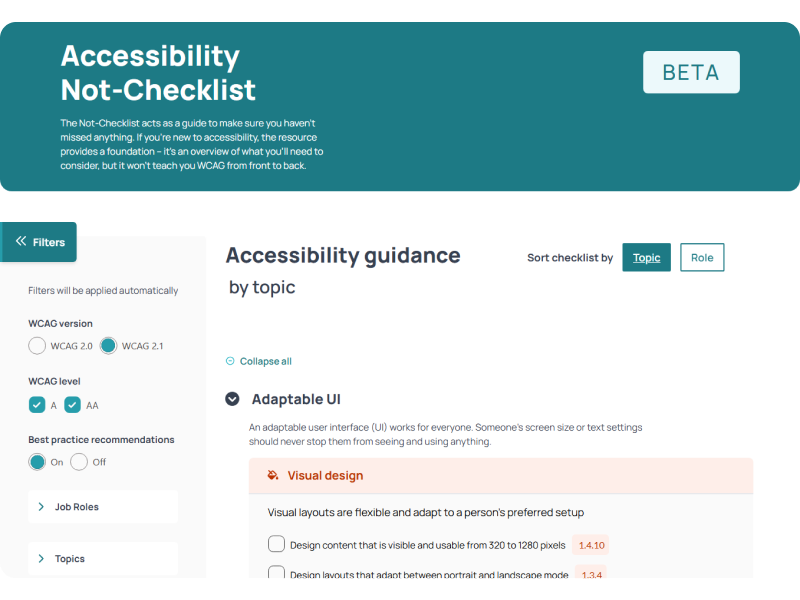 Accessibility
Not-Checklist
BETA
The Not-Checklist acts as a guide to make sure you haven't
missed anything. If you're new to accessibility, the resource
provides a foundation – it's an overview of what you'll need to
consider, but it won't teach you WCAG from front to back.
Filters
Filters will be applied automatically
WCAG version
WCAG 2.0 WCAG 2.1
WCAG level
A AA
Best practice recommendations
On Off
Job Roles
Topics
Accessibility guidance
by topic
Sort checklist by Topic Role
Collapse all
Adaptable UI
An adaptable user interface (UI) works for everyone. Someone's screen size or text settings
should never stop them from seeing and using anything.
Visual design
Visual layouts are flexible and adapt to a person's preferred setup
Design content that is visible and usable from 320 to 1280 pixels 1.4.10
Design layouts that adapt between portrait and landscape mode 1.3.4